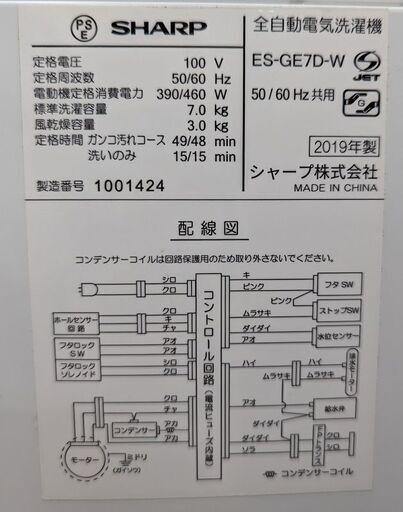 PS
E
SHARP
定格電圧 100 V
定格周波数 50/60 Hz
電動機定格消費電力 390/460 W
標準洗濯容量 7.0 kg
風乾燥容量 3.0 kg
定格時間 ガンコ汚れコース 49/48 min
洗いのみ 15/15 min
製造番号 1001424
全自動電気洗濯機
ES-GE7D-W
JET
50/60Hz共用
G
2019年製
シャープ株式会社
MADE IN CHINA
配線図
コンデンサーコイルは回路保護用のため取り外さないでください。
シロ
クロ
ホールセンサー
回路
クロ
キ
チャ
フタロック
SW
アオ
アオ
フタロック
ソレノイド
シロ
クロ
クロ
チャ
アカ
コンデンサー
アカ
モーター
ミドリ
(ガイソウ)
コントロール回路
(電流ヒューズ内蔵)
キ
ピンク
フタSW
ピンク
ムラサキ
ストップSW
ダイダイ
ダイダイ
水位センサー
ハイ
ハイ
ムラサキ
ムラサキ
排水モーター
アオ
アオ
ダイダイ
給水弁
ダイダイ
ソラ
FPトランス
クロ
シロ
コンデンサーコイル